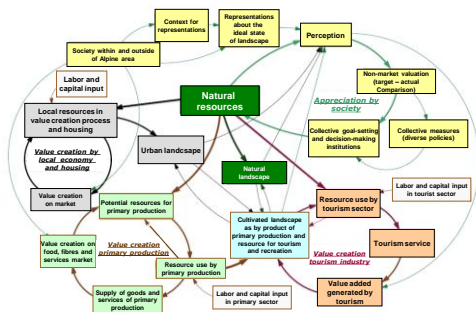 Context for
representations
Representations
about the
ideal state
of landscape
Perception
Society within and outside
of Alpine area
Labor and
capital input
Non-market valuation
(target – actual
Comparison)
Natural
resources
Appreciation by
society
Local resources in
value creation process
and housing
Collective goal-setting
and decision-making
institutions
Collective measures
(diverse policies)
Urban landscape
Value creation by
local economy
and housing
Natural
landscape
Value creation
on market
Potential resources for
primary production
Resource use by
tourism sector
Labor and capital input
in tourist sector
Cultivated landscape
as by product of
primary production and
resource for tourism
and recreation
Value creation on
food, fibres and
services market
Value creation
primary production
Tourism service
Resource use by
primary production
Value creation
tourism industry
Supply of goods and
services of primary
production
Labor and capital input
in primary sector
Value added
generated by
tourism